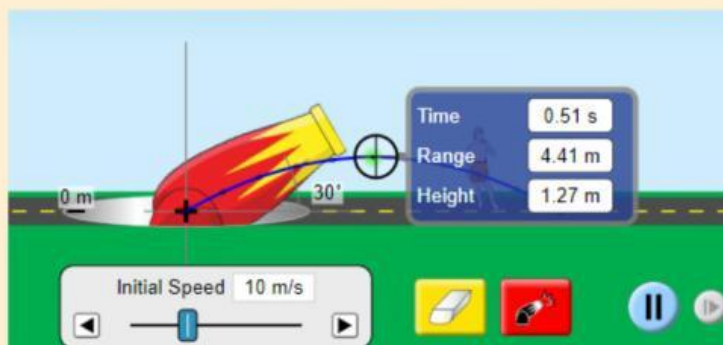 Time 0.51 s
Range 4.41 m
Height 1.27 m
0 m
30°
Initial Speed 10 m/s